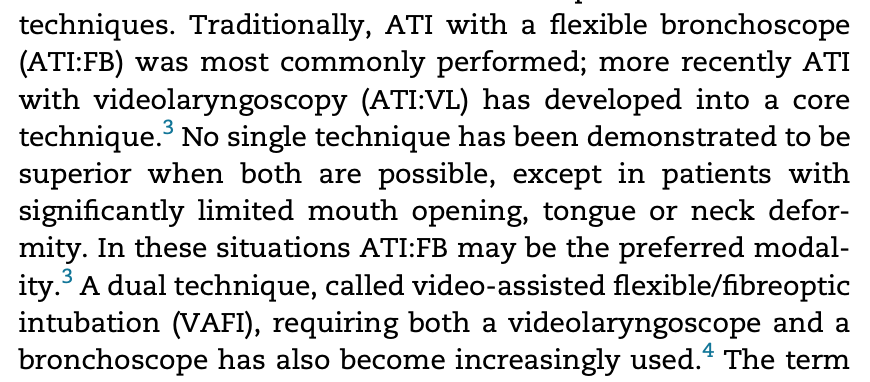 techniques. Traditionally, ATI with a flexible bronchoscope
(ATI:FB) was most commonly performed; more recently ATI
with videolaryngoscopy (ATI:VL) has developed into a core
technique.3 No single technique has been demonstrated to be
superior when both are possible, except in patients with
significantly limited mouth opening, tongue or neck defor-
mity. In these situations ATI:FB may be the preferred modal-
ity.3 A dual technique, called video-assisted flexible/fibreoptic
intubation (VAFI), requiring both a videolaryngoscope and a
bronchoscope has also become increasingly used.4 The term